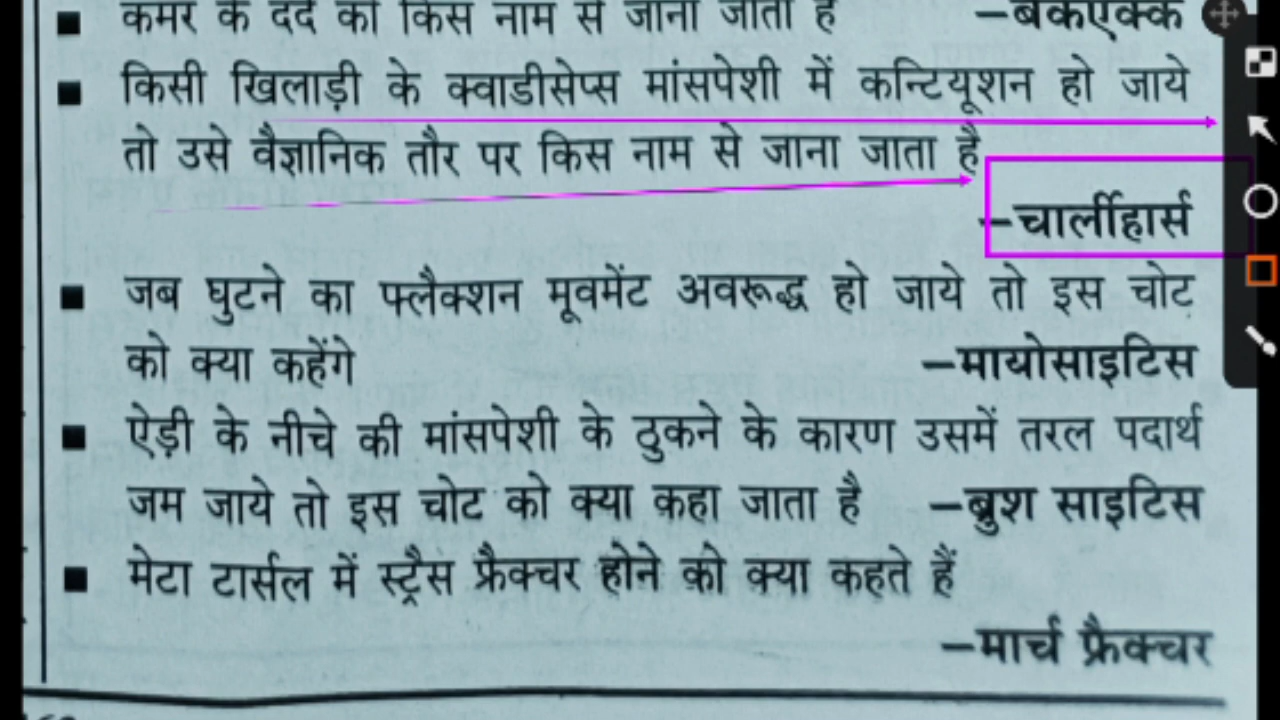 कमर के दर्द को किस नाम से जाना जाता है –बैकएक्क
किसी खिलाड़ी के क्वाडीसेप्स मांसपेशी में कन्टियूशन हो जाये
तो उसे वैज्ञानिक तौर पर किस नाम से जाना जाता है
–चार्लीहार्स
जब घुटने का फ्लैक्शन मूवमेंट अवरूद्ध हो जाये तो इस चोट
को क्या कहेंगे –मायोसाइटिस
ऐड़ी के नीचे की मांसपेशी के ठुकने के कारण उसमें तरल पदार्थ
जम जाये तो इस चोट को क्या कहा जाता है –ब्रुश साइटिस
मेटा टार्सल में स्ट्रैस फ्रैक्चर होने को क्या कहते हैं
–मार्च फ्रैक्चर